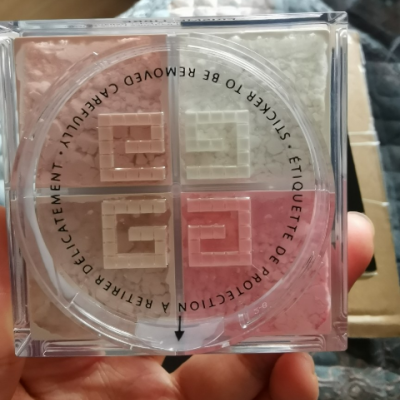 STICKER TO BE REMOVED CAREFULLY •
ÉTIQUETTE DE PROTECTION À RETIRER DÉLICATEMENT •